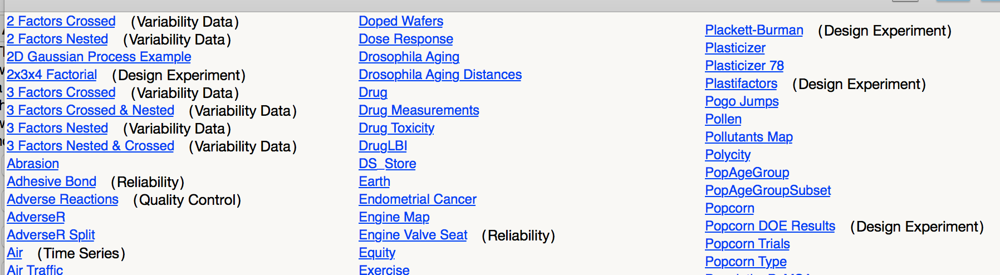 2 Factors Crossed (Variability Data)
2 Factors Nested (Variability Data)
2D Gaussian Process Example
2x3x4 Factorial (Design Experiment)
3 Factors Crossed (Variability Data)
3 Factors Crossed & Nested (Variability Data)
3 Factors Nested (Variability Data)
3 Factors Nested & Crossed (Variability Data)
Abrasion
Adhesive Bond (Reliability)
Adverse Reactions (Quality Control)
AdverseR
AdverseR Split
Air (Time Series)
Air Traffic
Doped Wafers
Dose Response
Drosophila Aging
Drosophila Aging Distances
Drug
Drug Measurements
Drug Toxicity
DrugLBI
DS_Store
Earth
Endometrial Cancer
Engine Map
Engine Valve Seat (Reliability)
Equity
Exercise
Plackett-Burman (Design Experiment)
Plasticizer
Plasticizer 78
Plastifactors (Design Experiment)
Pogo Jumps
Pollen
Pollutants Map
Polycity
PopAgeGroup
PopAgeGroupSubset
Popcorn
Popcorn DOE Results (Design Experiment)
Popcorn Trials
Popcorn Type